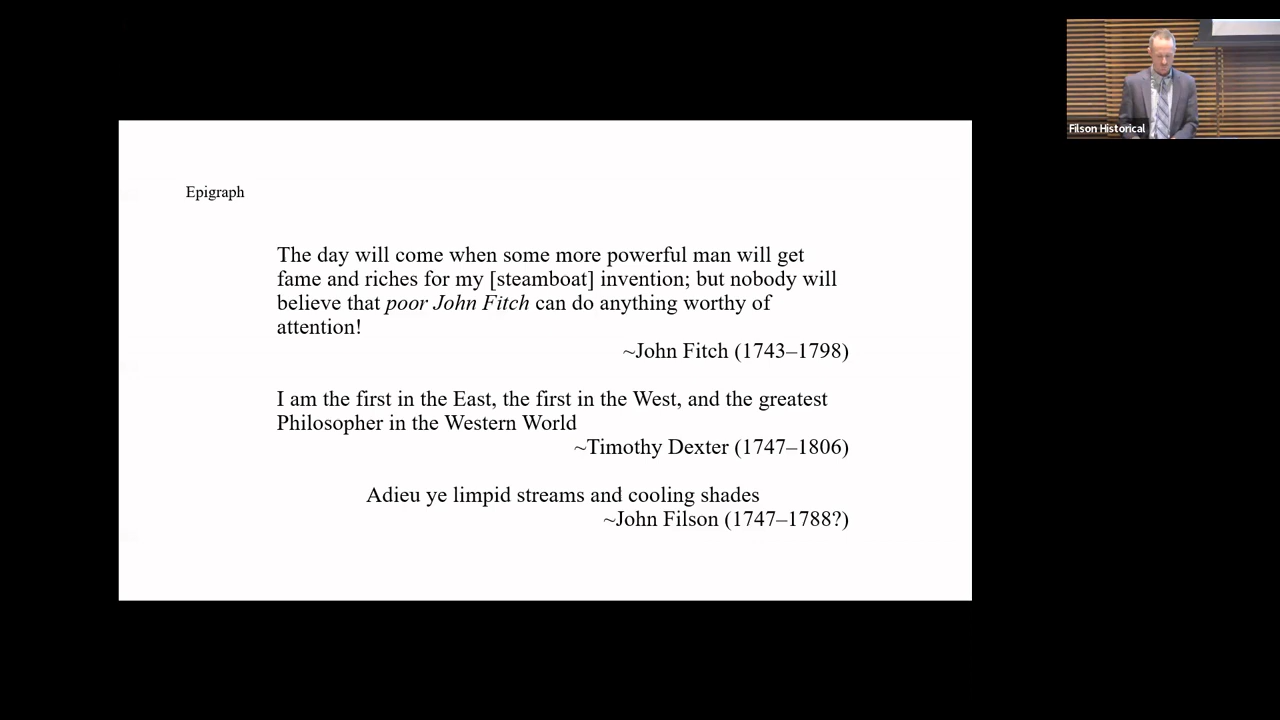 Filson Historical
Epigraph
The day will come when some more powerful man will get
fame and riches for my [steamboat] invention; but nobody will
believe that poor John Fitch can do anything worthy of
attention!
~John Fitch (1743–1798)
I am the first in the East, the first in the West, and the greatest
Philosopher in the Western World
~Timothy Dexter (1747–1806)
Adieu ye limpid streams and cooling shades
~John Filson (1747–1788?)